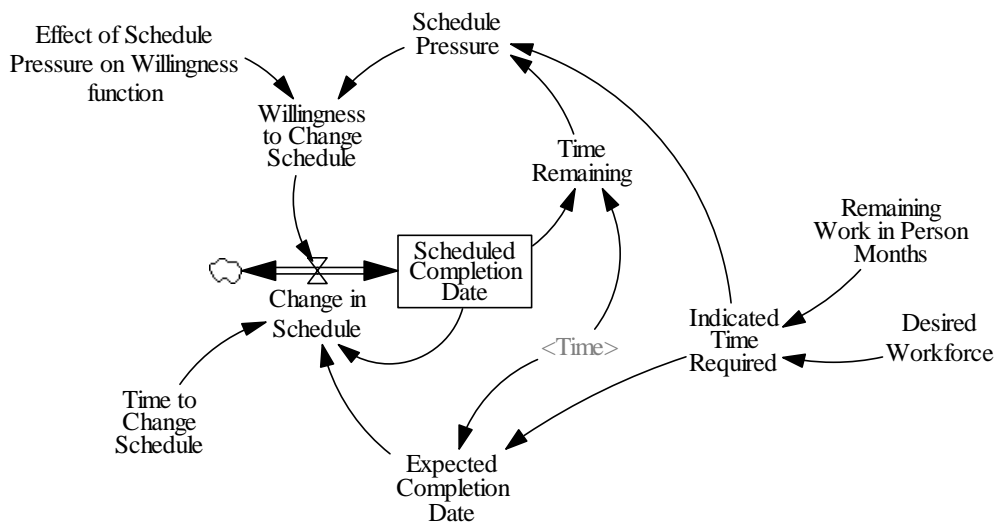 Schedule
Pressure
Effect of Schedule
Pressure on Willingness
function
Willingness
to Change
Schedule
Time
Remaining
Remaining
Work in Person
Months
Scheduled
Completion
Date
Change in
Schedule
Indicated
Time
Required
Desired
Workforce
<Time>
Time to
Change
Schedule
Expected
Completion
Date